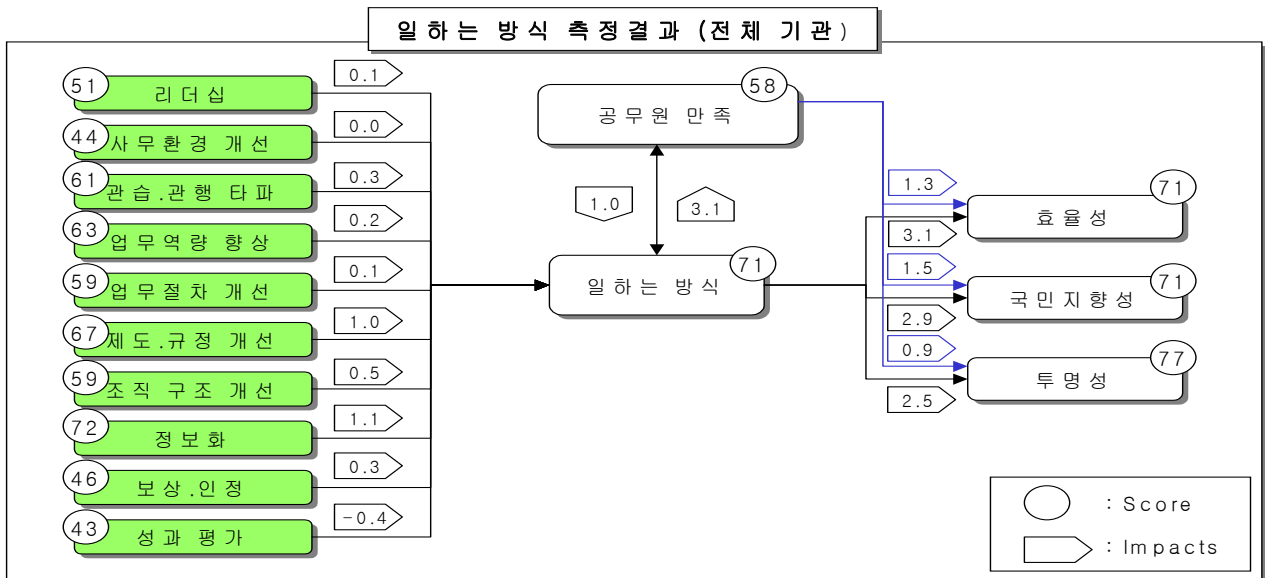 일하는 방식 측정결과 (전체 기관)
51
리더십
0.1
44
사무환경 개선
0.0
61
관습.관행 타파
0.3
63
업무역량 향상
0.2
59
업무절차 개선
0.1
67
제도.규정 개선
1.0
59
조직 구조 개선
0.5
72
정보화
1.1
46
보상.인정
0.3
43
성과 평가
-0.4
58
공무원 만족
1.0
3.1
71
일하는 방식
1.3
71
효율성
3.1
1.5
71
국민지향성
2.9
0.9
77
투명성
2.5
: Score
: Impacts